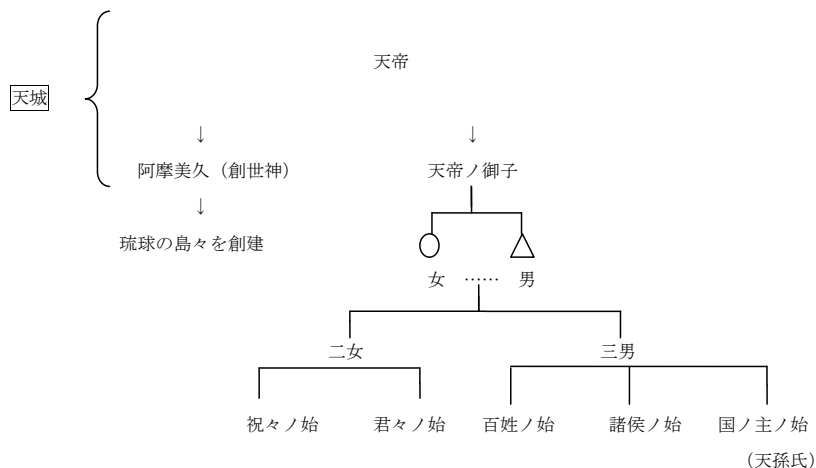 天帝
天城
↓ ↓
阿摩美久（創世神） 天帝ノ御子
↓
琉球の島々を創建
女 …… 男
二女 三男
祝々ノ始 君々ノ始 百姓ノ始 諸侯ノ始 国ノ主ノ始
（天孫氏）